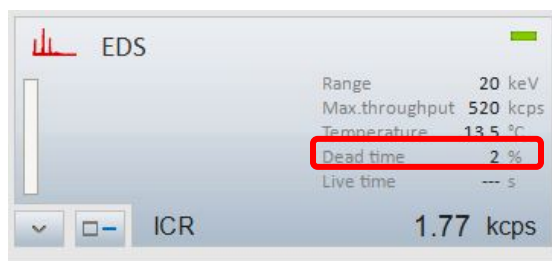 EDS
Range 20 keV
Max.throughput 520 kcps
Temperature 13.5 °C
Dead time 2 %
Live time --- s
ICR 1.77 kcps